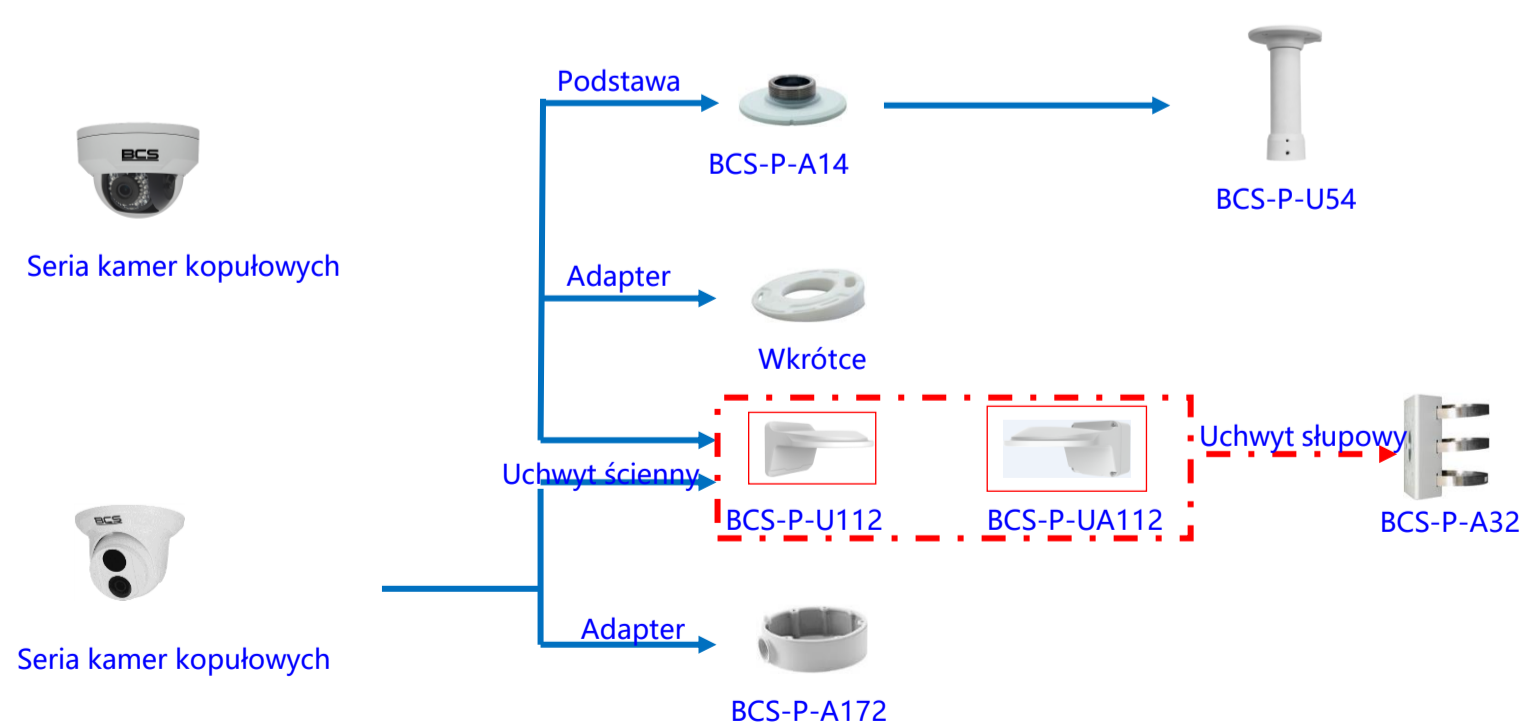 Podstawa
BCS-P-A14
BCS-P-U54
BCS
Seria kamer kopułowych
Adapter
Wkrótce
Uchwyt ścienny
BCS-P-U112
BCS-P-UA112
Uchwyt słupowy
BCS-P-A32
BCS
Seria kamer kopułowych
Adapter
BCS-P-A172